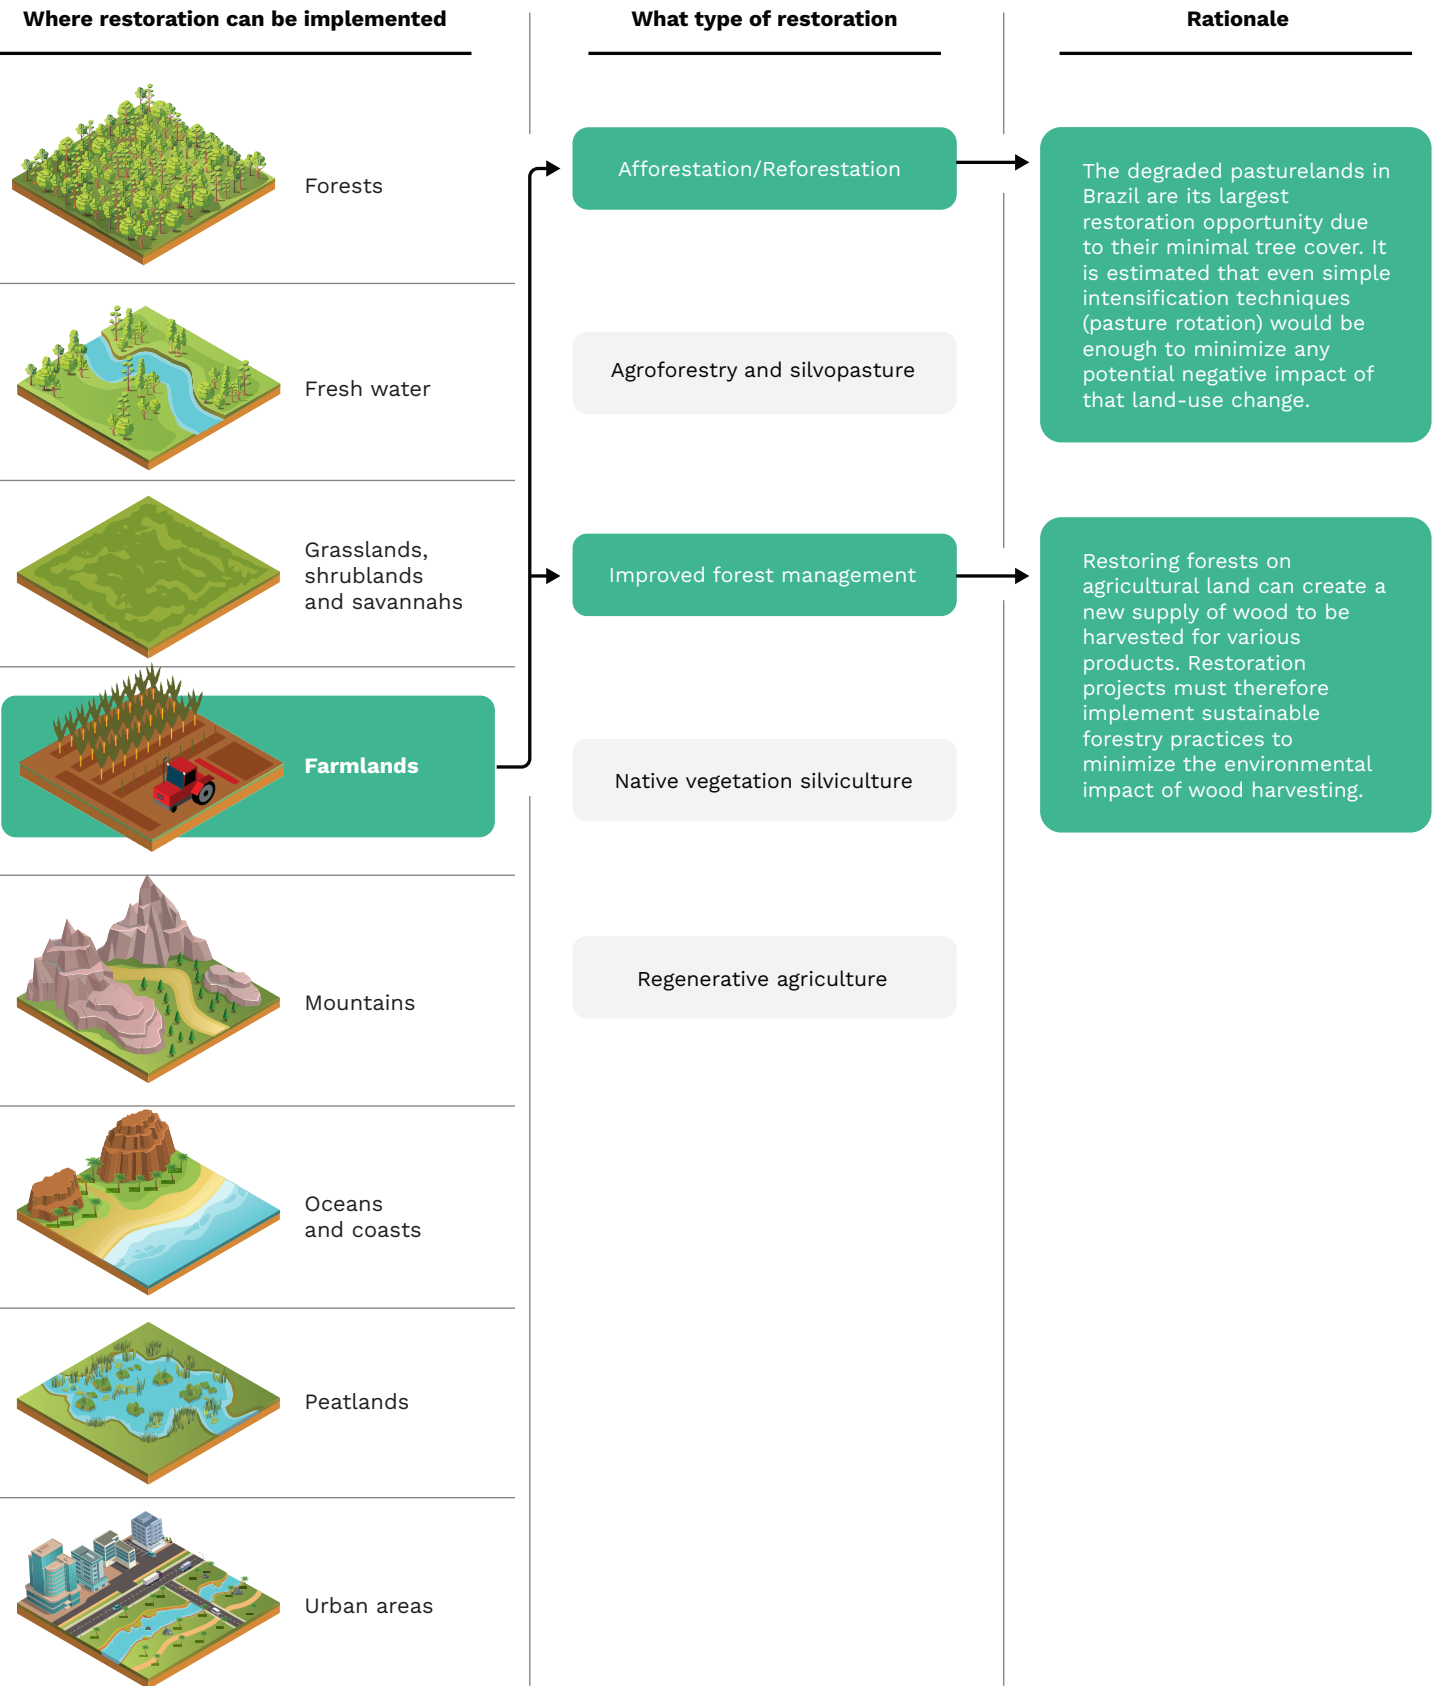 Where restoration can be implemented
What type of restoration
Rationale
Forests
Fresh water
Grasslands,
shrublands
and savannahs
Farmlands
Mountains
Oceans
and coasts
Peatlands
Urban areas
Afforestation/Reforestation
Agroforestry and silvopasture
Improved forest management
Native vegetation silviculture
Regenerative agriculture
The degraded pasturelands in
Brazil are its largest
restoration opportunity due
to their minimal tree cover. It
is estimated that even simple
intensification techniques
(pasture rotation) would be
enough to minimize any
potential negative impact of
that land-use change.
Restoring forests on
agricultural land can create a
new supply of wood to be
harvested for various
products. Restoration
projects must therefore
implement sustainable
forestry practices to
minimize the environmental
impact of wood harvesting.